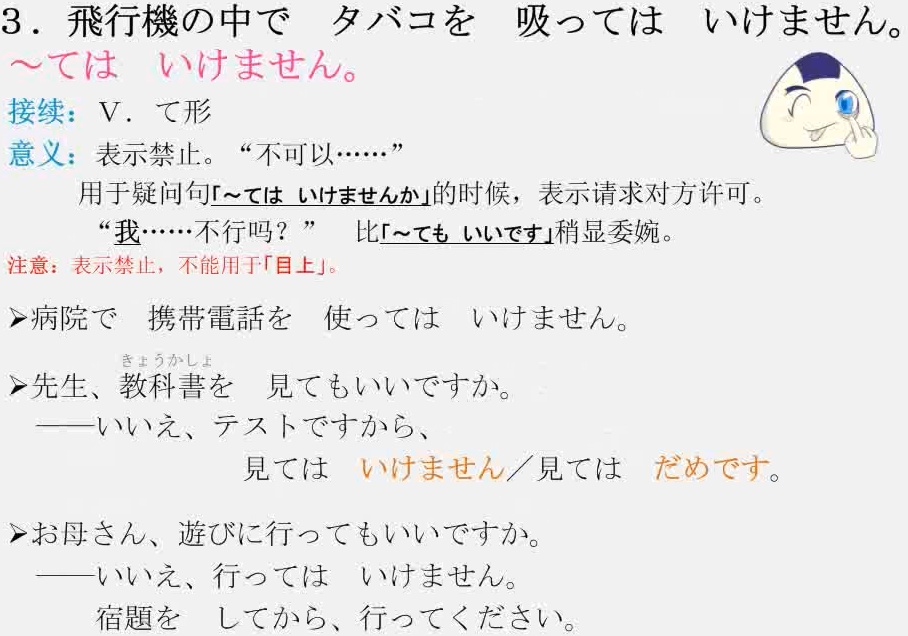 3．飛行機の中で　タバコを　吸っては　いけません。
～ては　いけません。
接续：V．て形
意义：表示禁止。“不可以……”
用于疑问句「～ては いけませんか」的时候，表示请求对方许可。
“我……不行吗？”　比「～ても いいです」稍显委婉。
注意：表示禁止，不能用于「目上」。
➢病院で　携帯電話を　使っては　いけません。
きょうかしょ
➢先生、教科書を　見てもいいですか。
——いいえ、テストですから、
見ては　いけません／見ては　だめです。
➢お母さん、遊びに行ってもいいですか。
——いいえ、行っては　いけません。
宿題を　してから、行ってください。